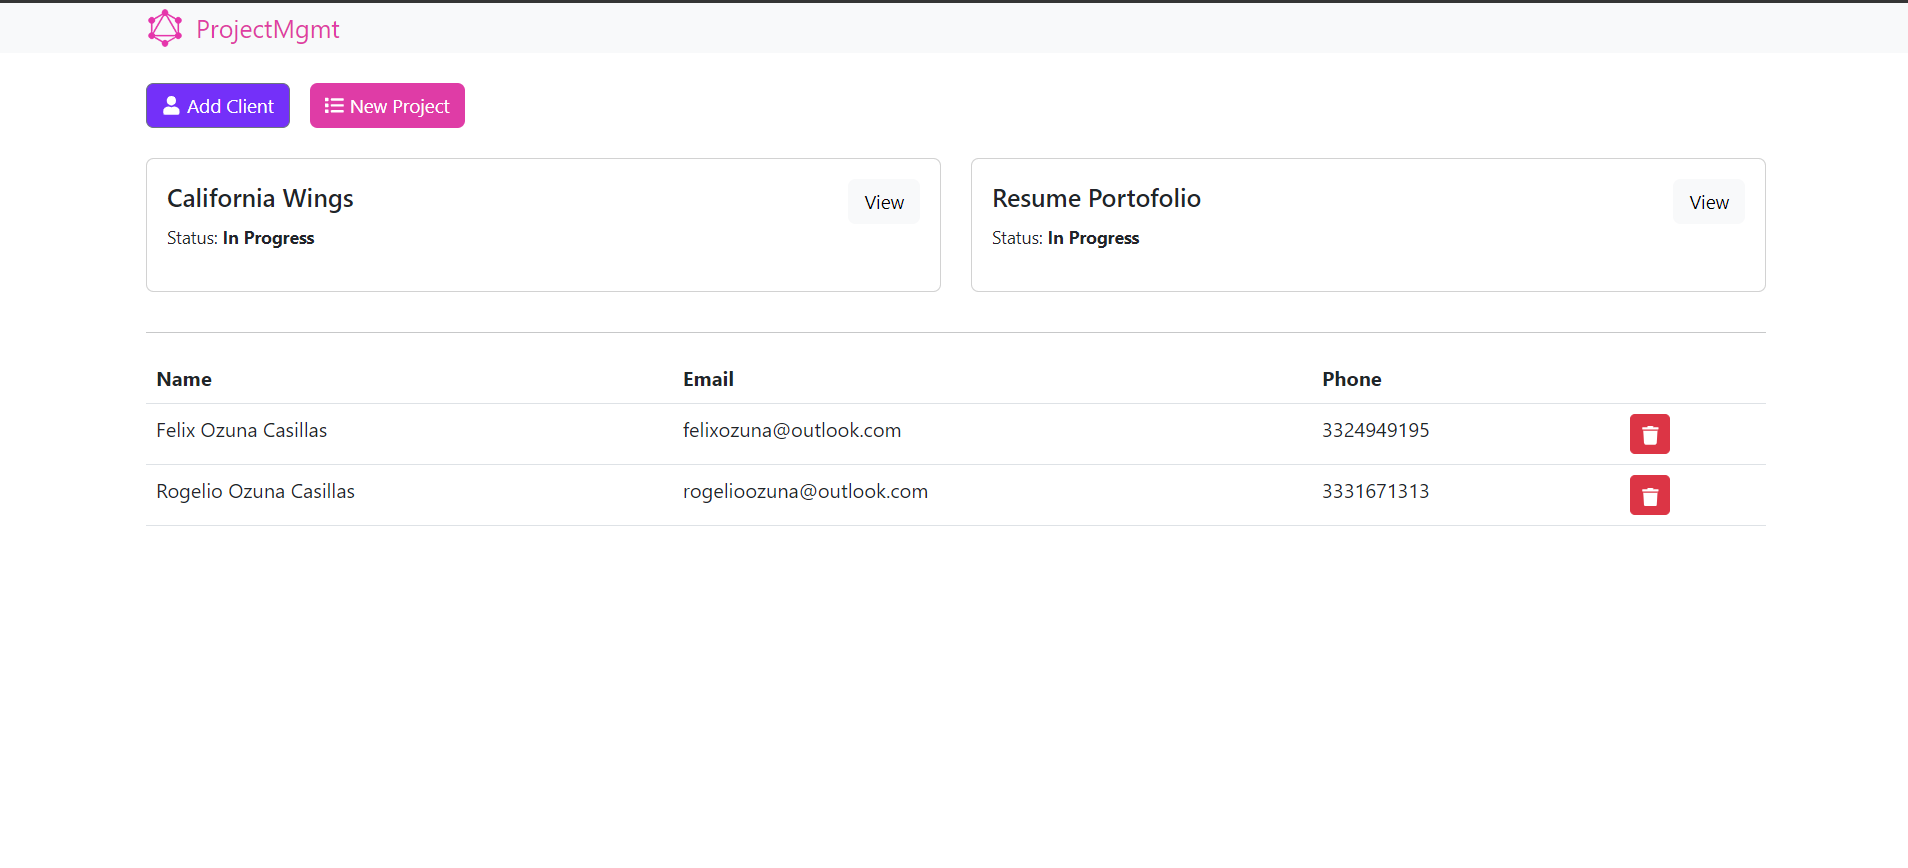 ProjectMgmt
Add Client
New Project
California Wings
View
Status: In Progress
Resume Portofolio
View
Status: In Progress
Name Email Phone
Felix Ozuna Casillas felixozuna@outlook.com 3324949195
Rogelio Ozuna Casillas rogelioozuna@outlook.com 3331671313